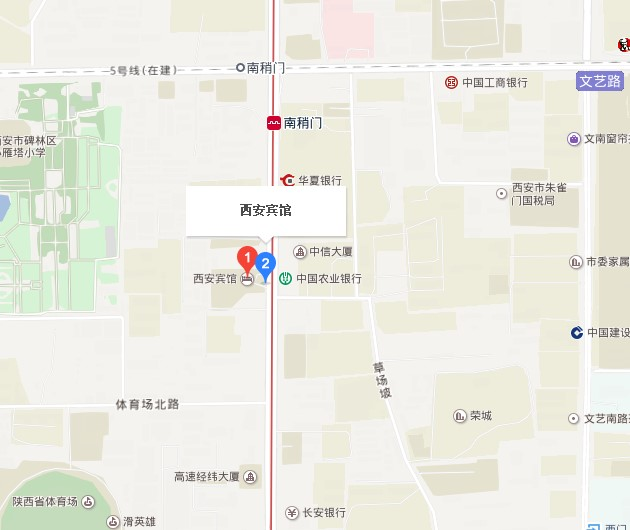 5号线(在建)
南稍门
文艺路
中国工商银行
南稍门
文南窗帘
西安市碑林区
小雁塔小学
华夏银行
西安市朱雀
门国税局
西安宾馆
中信大厦
1
2
市委家属
西安宾馆
中国农业银行
中国建设
草场坡
体育场北路
荣城
文艺南路
高速经纬大厦
陕西省体育场
长安银行
滑英雄
西门